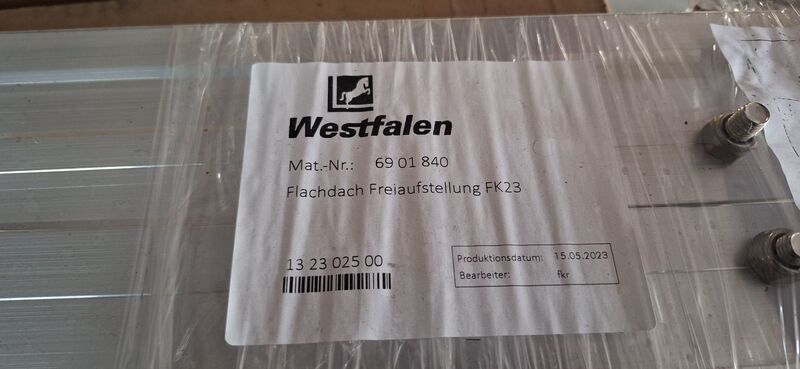 Westfalen
Mat.-Nr.: 69 01 840
Flachdach Freiaufstellung FK23
13 23 025 00
Produktionsdatum: 15.05.2023
Bearbeiter: fkr